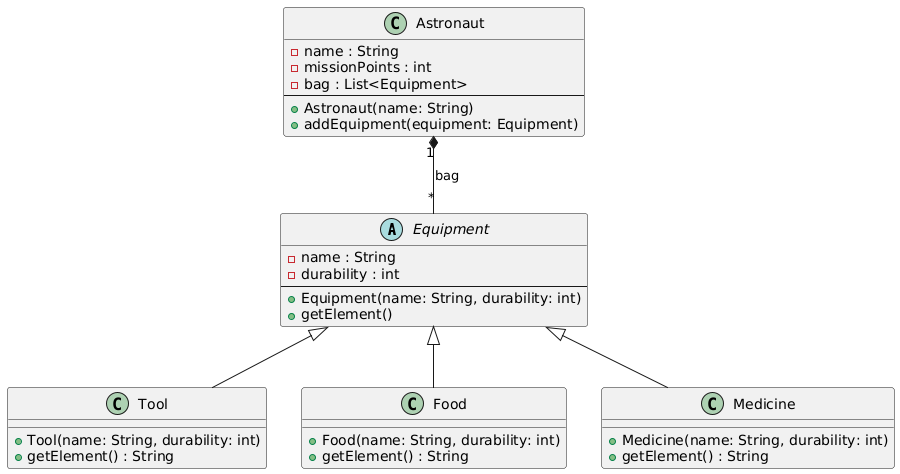 C Astronaut
name : String
missionPoints : int
bag : List<Equipment>
Astronaut(name: String)
addEquipment(equipment: Equipment)
1
bag
*
A Equipment
name : String
durability : int
Equipment(name: String, durability: int)
getElement()
C Tool
Tool(name: String, durability: int)
getElement() : String
C Food
Food(name: String, durability: int)
getElement() : String
C Medicine
Medicine(name: String, durability: int)
getElement() : String